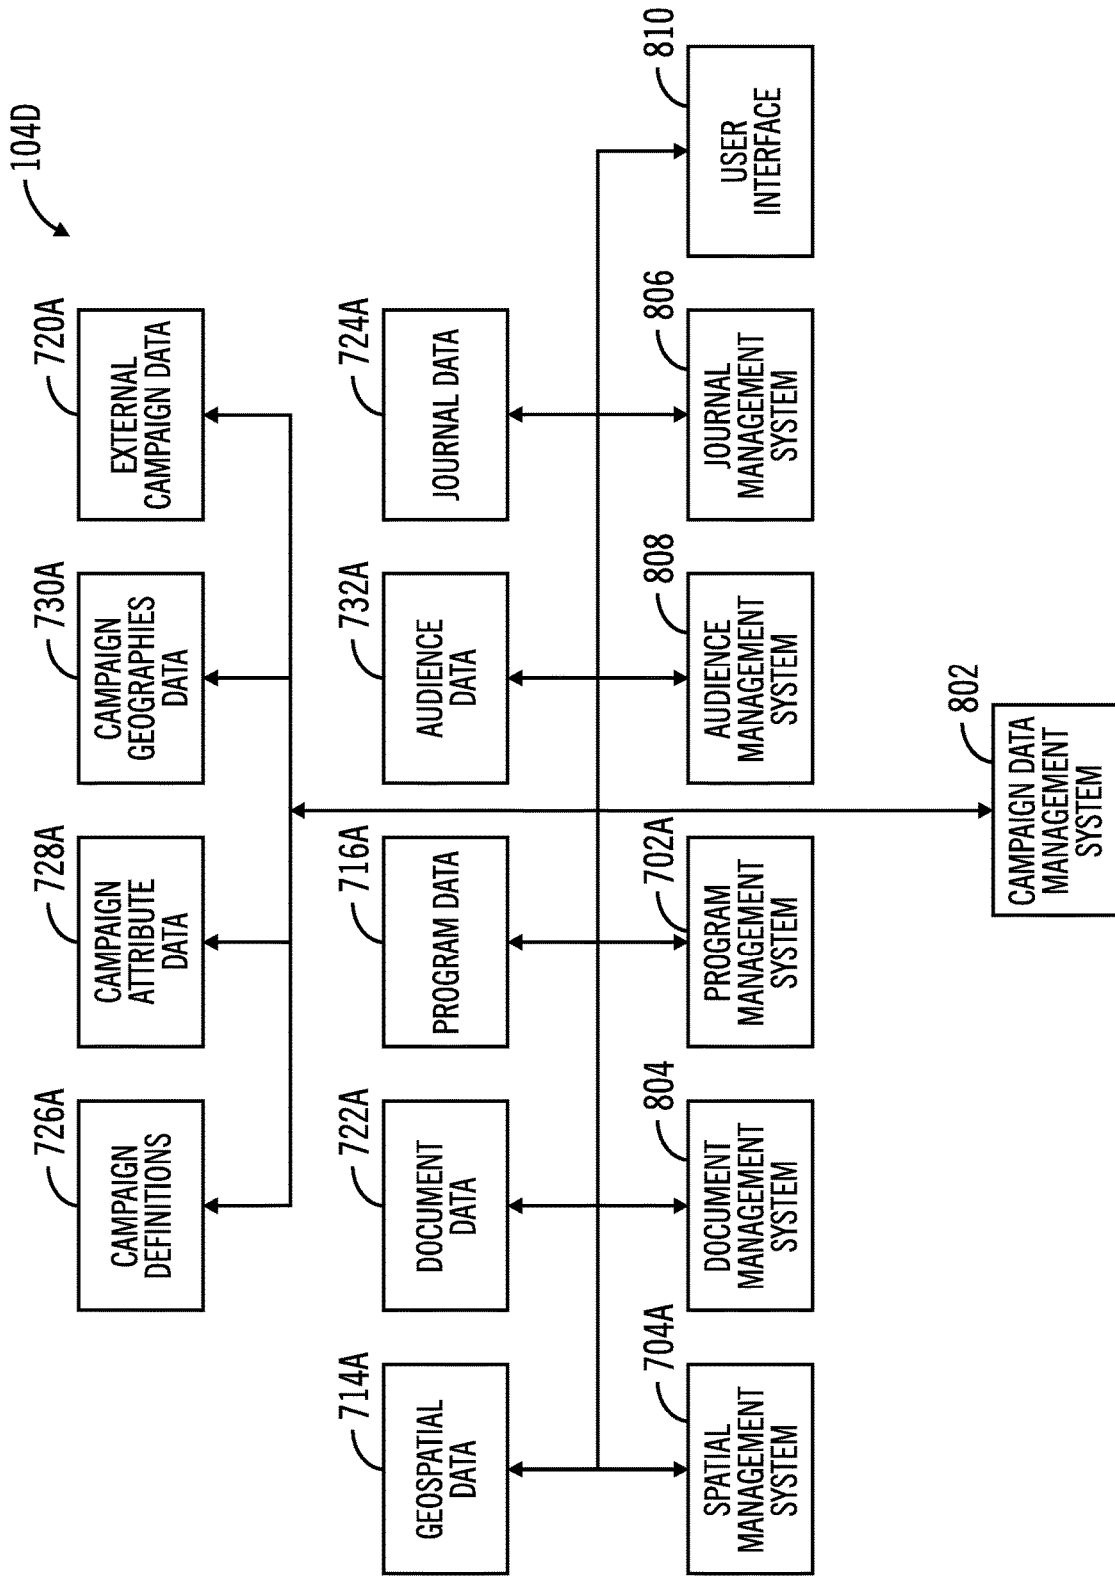 104D
726A
CAMPAIGN
DEFINITIONS
728A
CAMPAIGN
ATTRIBUTE
DATA
730A
CAMPAIGN
GEOGRAPHIES
DATA
720A
EXTERNAL
CAMPAIGN DATA
714A
GEOSPATIAL
DATA
722A
DOCUMENT
DATA
716A
PROGRAM DATA
732A
AUDIENCE
DATA
724A
JOURNAL DATA
704A
SPATIAL
MANAGEMENT
SYSTEM
804
DOCUMENT
MANAGEMENT
SYSTEM
702A
PROGRAM
MANAGEMENT
SYSTEM
808
AUDIENCE
MANAGEMENT
SYSTEM
806
JOURNAL
MANAGEMENT
SYSTEM
810
USER
INTERFACE
802
CAMPAIGN DATA
MANAGEMENT
SYSTEM